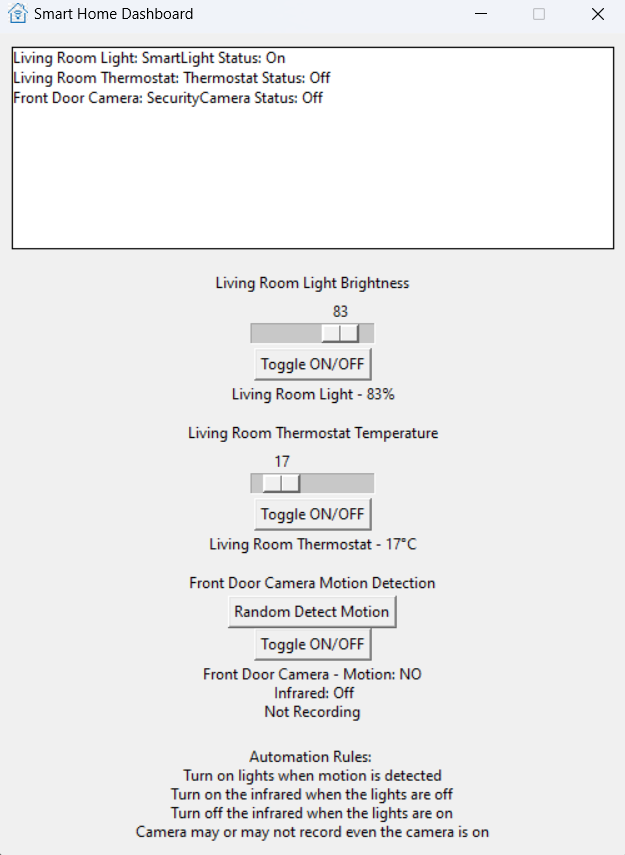 Smart Home Dashboard
Living Room Light: SmartLight Status: On
Living Room Thermostat: Thermostat Status: Off
Front Door Camera: SecurityCamera Status: Off
Living Room Light Brightness
83
Toggle ON/OFF
Living Room Light - 83%
Living Room Thermostat Temperature
17
Toggle ON/OFF
Living Room Thermostat - 17°C
Front Door Camera Motion Detection
Random Detect Motion
Toggle ON/OFF
Front Door Camera - Motion: NO
Infrared: Off
Not Recording
Automation Rules:
Turn on lights when motion is detected
Turn on the infrared when the lights are off
Turn off the infrared when the lights are on
Camera may or may not record even the camera is on